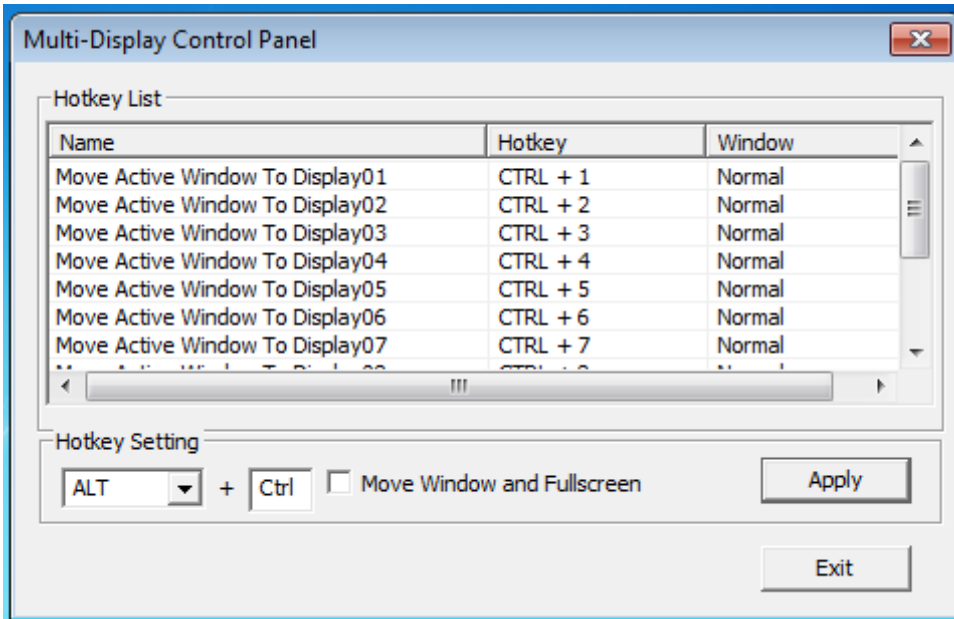 Multi-Display Control Panel
Hotkey List
Name Hotkey Window
Move Active Window To Display01 CTRL + 1 Normal
Move Active Window To Display02 CTRL + 2 Normal
Move Active Window To Display03 CTRL + 3 Normal
Move Active Window To Display04 CTRL + 4 Normal
Move Active Window To Display05 CTRL + 5 Normal
Move Active Window To Display06 CTRL + 6 Normal
Move Active Window To Display07 CTRL + 7 Normal
Hotkey Setting
ALT + Ctrl Move Window and Fullscreen Apply
Exit